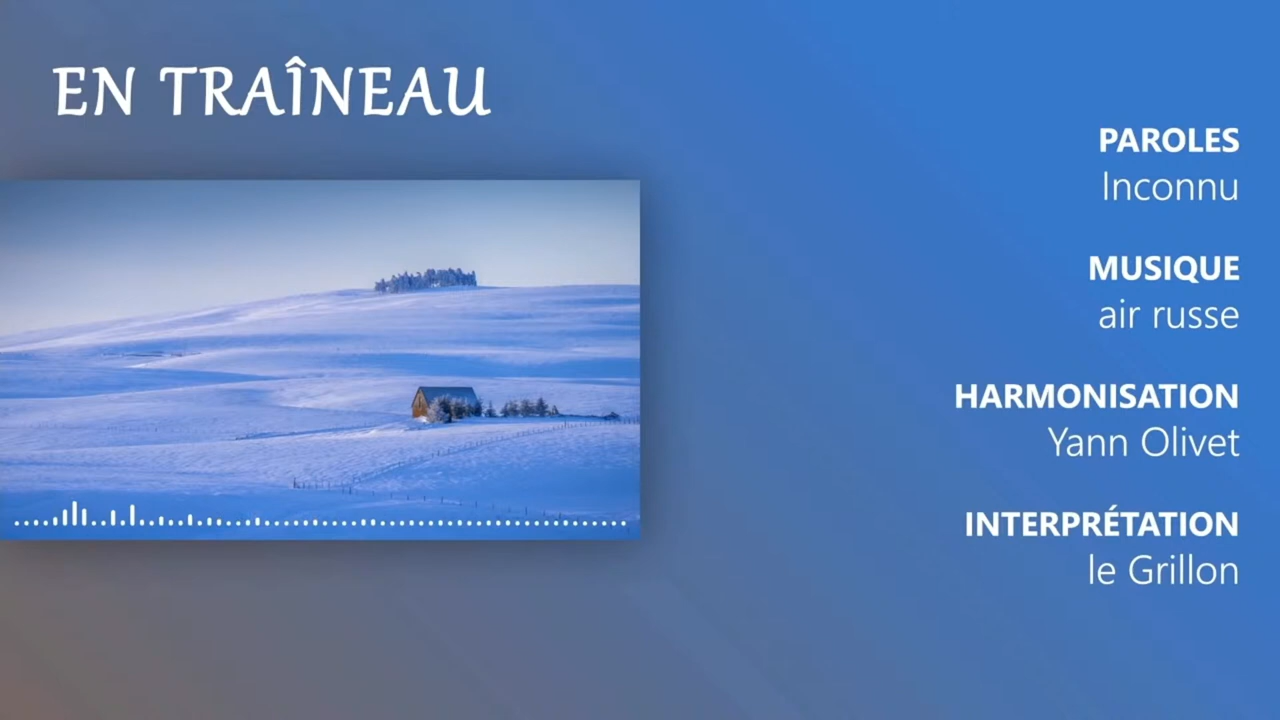 EN TRAÎNEAU
PAROLES
Inconnu
MUSIQUE
air russe
HARMONISATION
Yann Olivet
INTERPRÉTATION
le Grillon